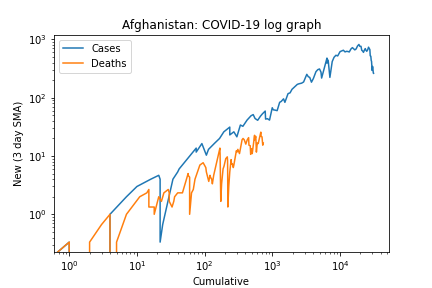 Afghanistan: COVID-19 log graph
Cases
Deaths
New (3 day SMA)
10³
10²
10¹
10⁰
10⁰ 10¹ 10² 10³ 10⁴
Cumulative